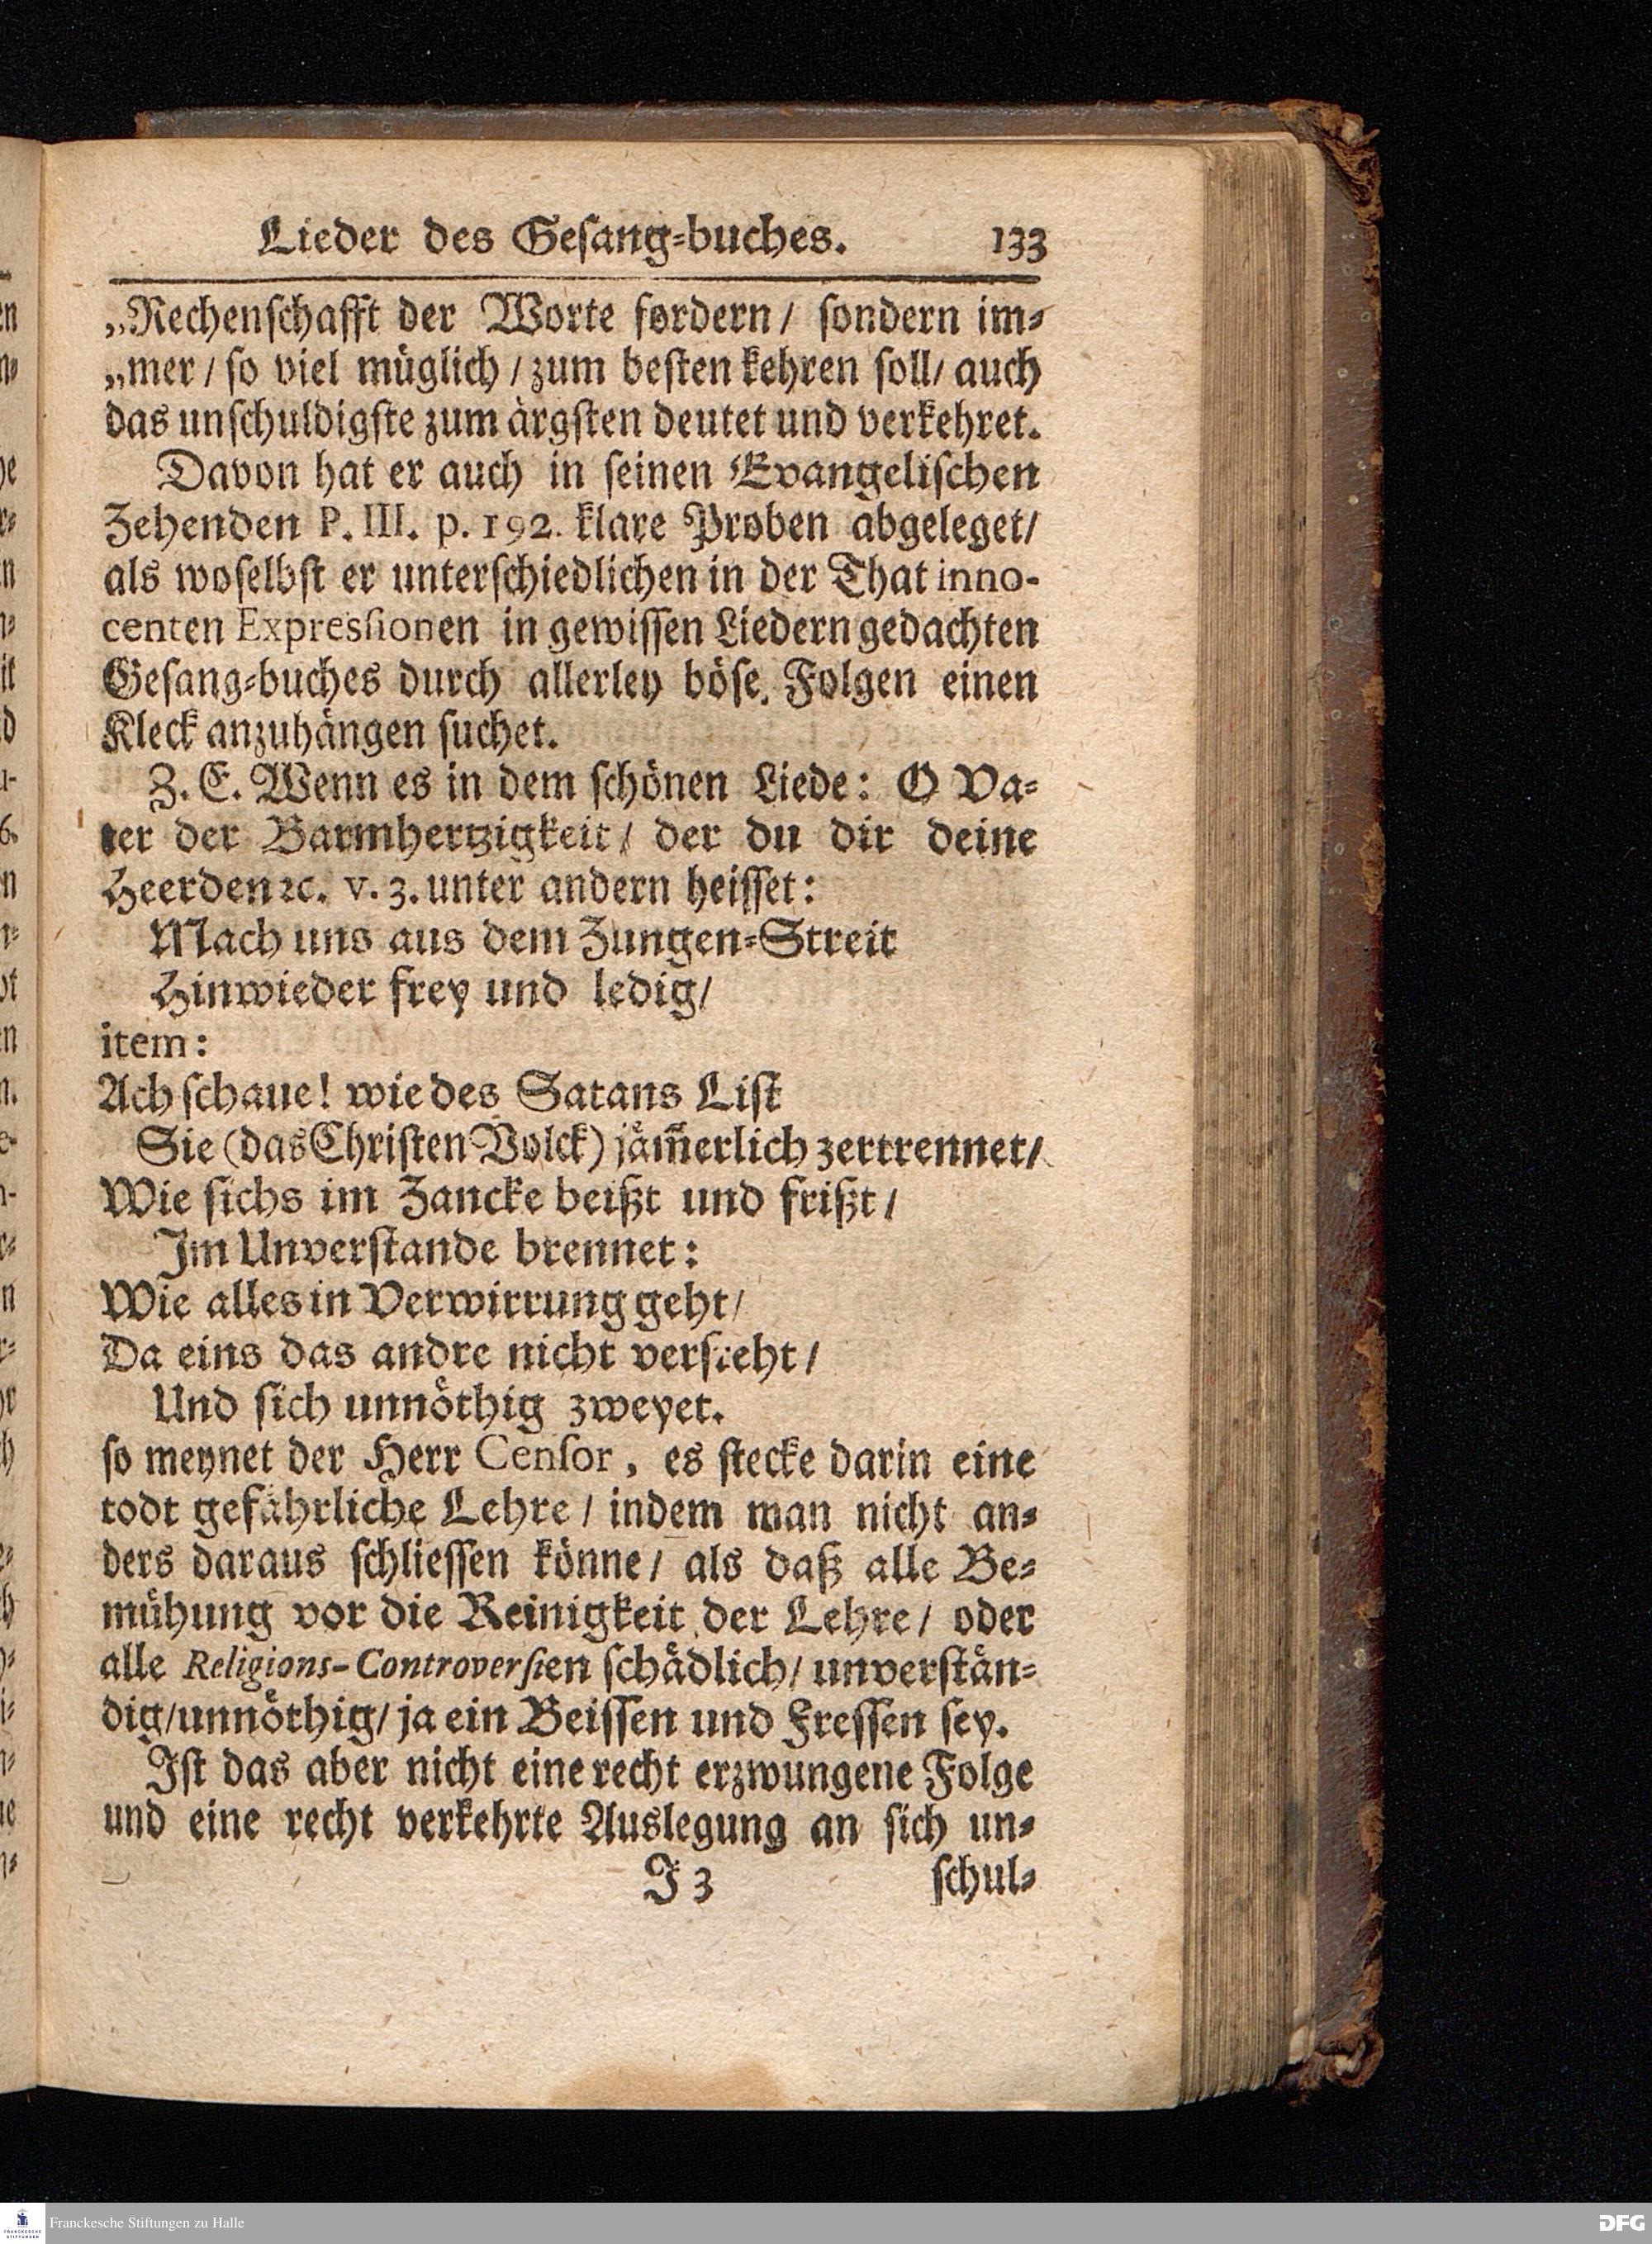 Lieder des Gesang-buches. 133
„Rechenschafft der Worte fordern/ sondern im-
„mer/ so viel müglich/ zum besten kehren soll/ auch
das unschuldigste zum ärgsten deutet und verkehret.
Davon hat er auch in seinen Evangelischen
Zehenden P. III. p. 192. klare Proben abgeleget/
als woselbst er unterschiedlichen in der That inno-
centen Expressionen in gewissen Liedern gedachten
Gesang-buches durch allerley böse Folgen einen
Kleck anzuhängen suchet.
Z. E. Wenn es in dem schönen Liede: O Va-
ter der Barmhertzigkeit/ der du dir deine
Heerden ꝛc. v. 3. unter andern heisset:
Mach uns aus dem Zungen-Streit
Hinwieder frey und ledig/
item:
Ach schaue! wie des Satans List
Sie (das Christen Volck) jäm̃erlich zertrennet/
Wie sichs im Zancke beißt und frißt/
Im Unverstande brennet:
Wie alles in Verwirrung geht/
Da eins das andre nicht versteht/
Und sich unnöthig zweyet.
so meynet der Herr Censor, es stecke darin eine
todt gefährliche Lehre/ indem man nicht an-
ders daraus schliessen könne/ als daß alle Be-
mühung vor die Reinigkeit der Lehre/ oder
alle Religions-Controversien schädlich/ unverstän-
dig/ unnöthig/ ja ein Beissen und Fressen sey.
Ist das aber nicht eine recht erzwungene Folge
und eine recht verkehrte Auslegung an sich un-
J 3 schul-
Franckesche Stiftungen zu Halle
DFG